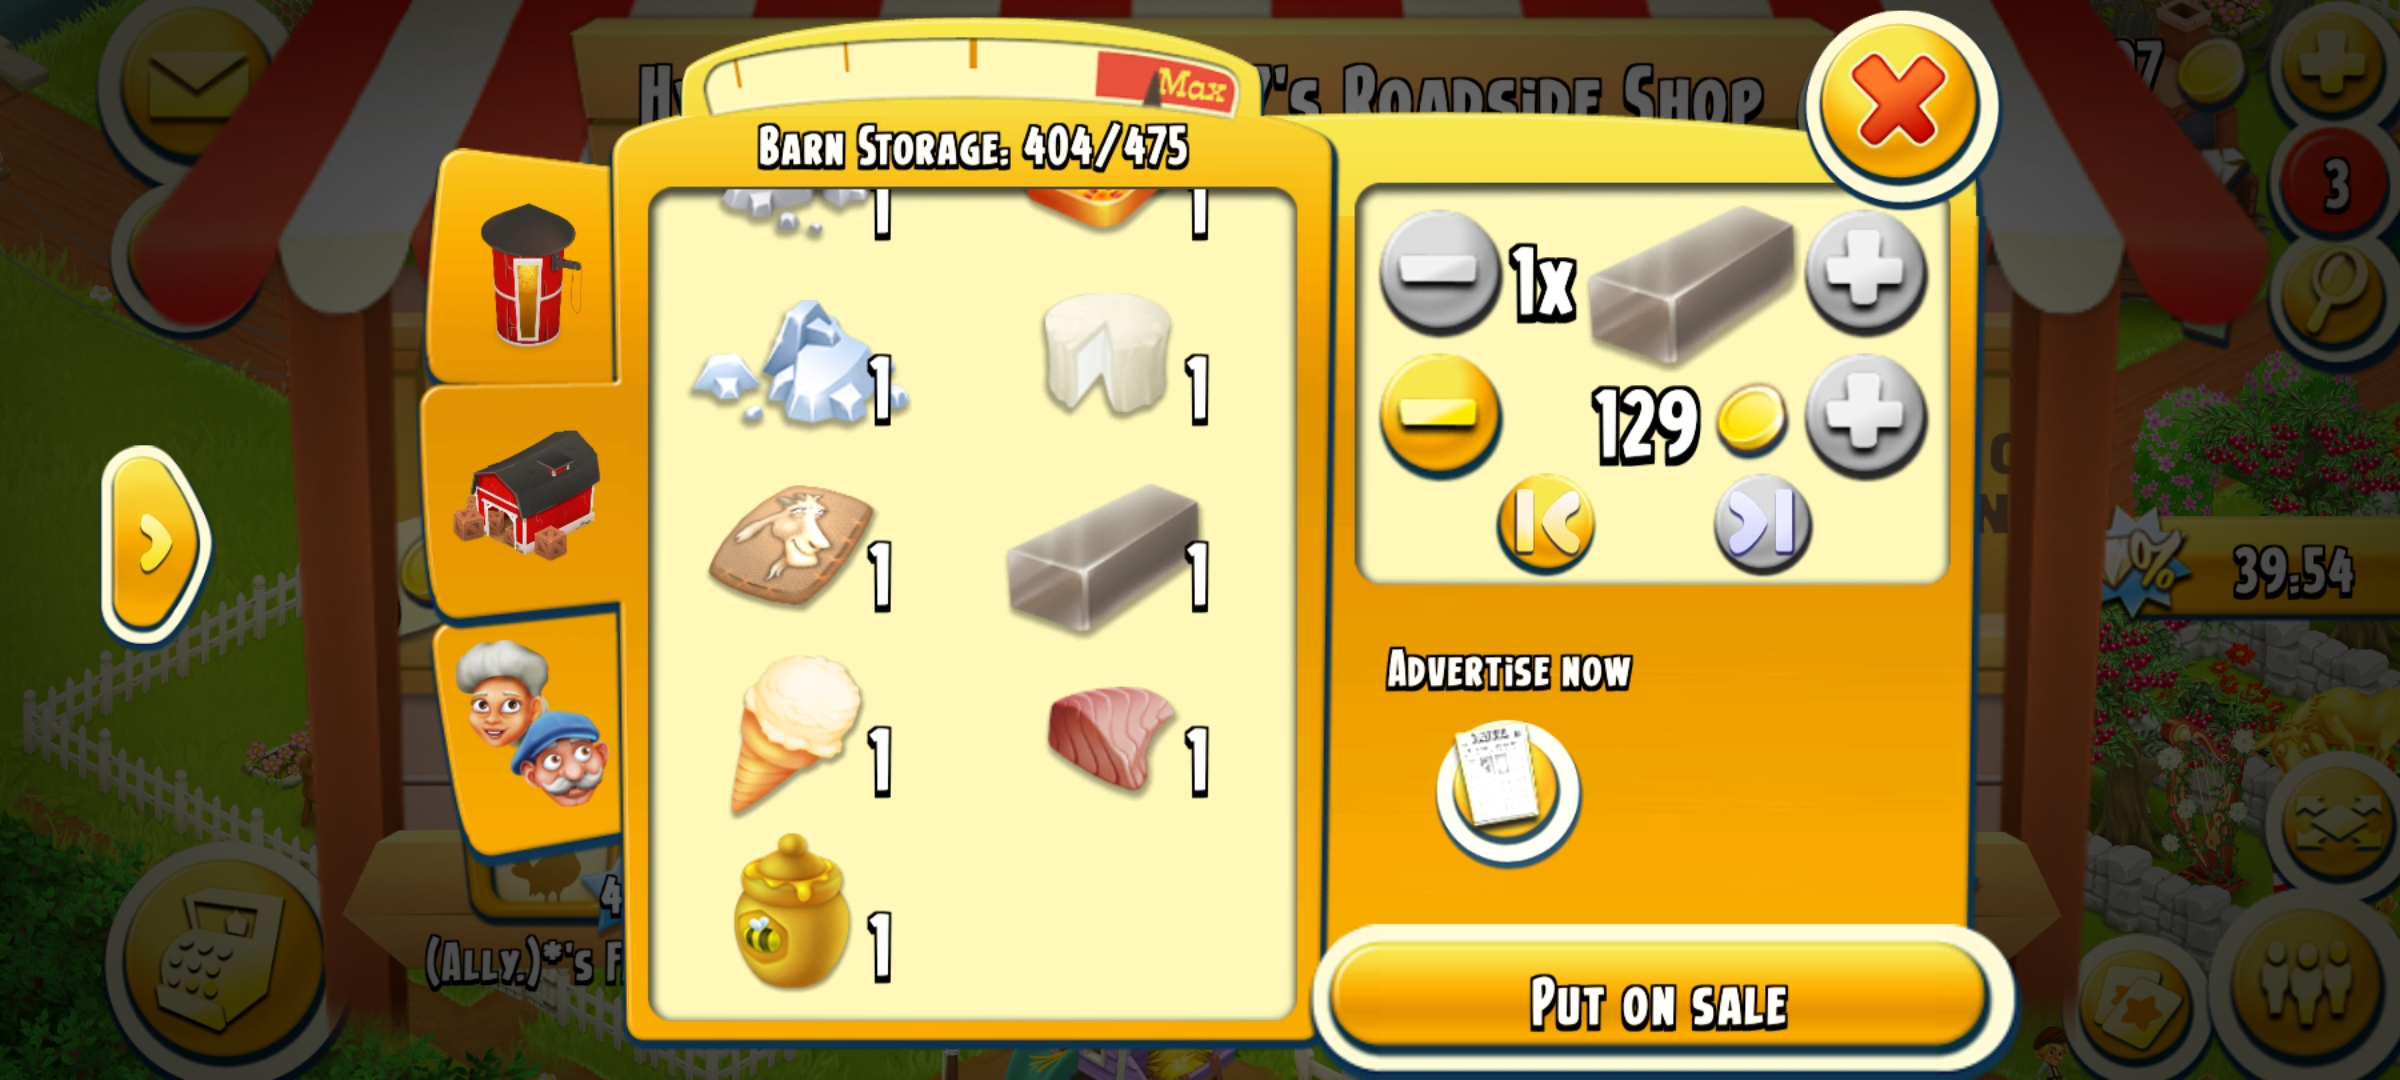 Max
's Roadside Shop
Barn Storage: 404/475
1
1
1
1
1
1
1
1
1
1x
129
Advertise now
Put on sale
3
39:54
(Ally.)*'s